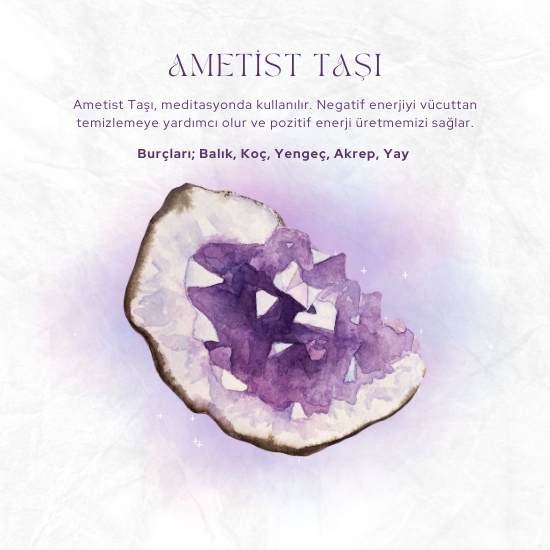 AMETİST TAŞI
Ametist Taşı, meditasyonda kullanılır. Negatif enerjiyi vücuttan
temizlemeye yardımcı olur ve pozitif enerji üretmemizi sağlar.
Burçları; Balık, Koç, Yengeç, Akrep, Yay